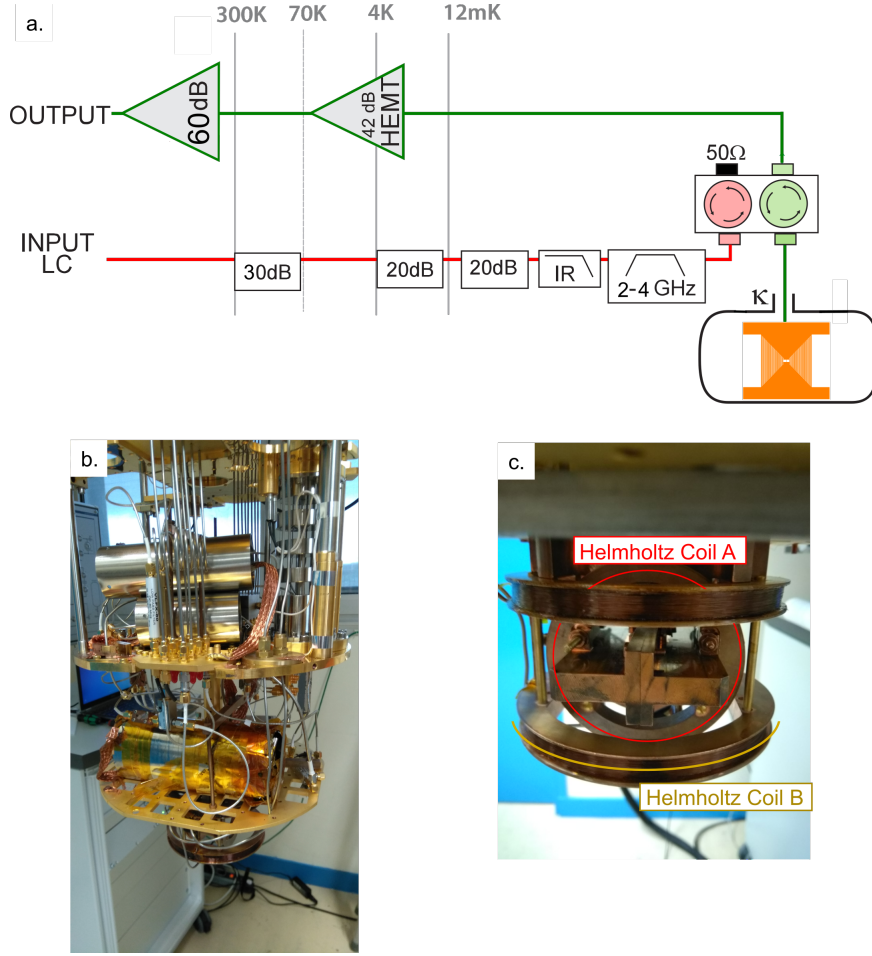 a.
300K 70K 4K 12mK
OUTPUT
60dB
42 dB
HEMT
50Ω
INPUT
LC
30dB
20dB
20dB
IR
2-4 GHz
κ
b.
c.
Helmholtz Coil A
Helmholtz Coil B